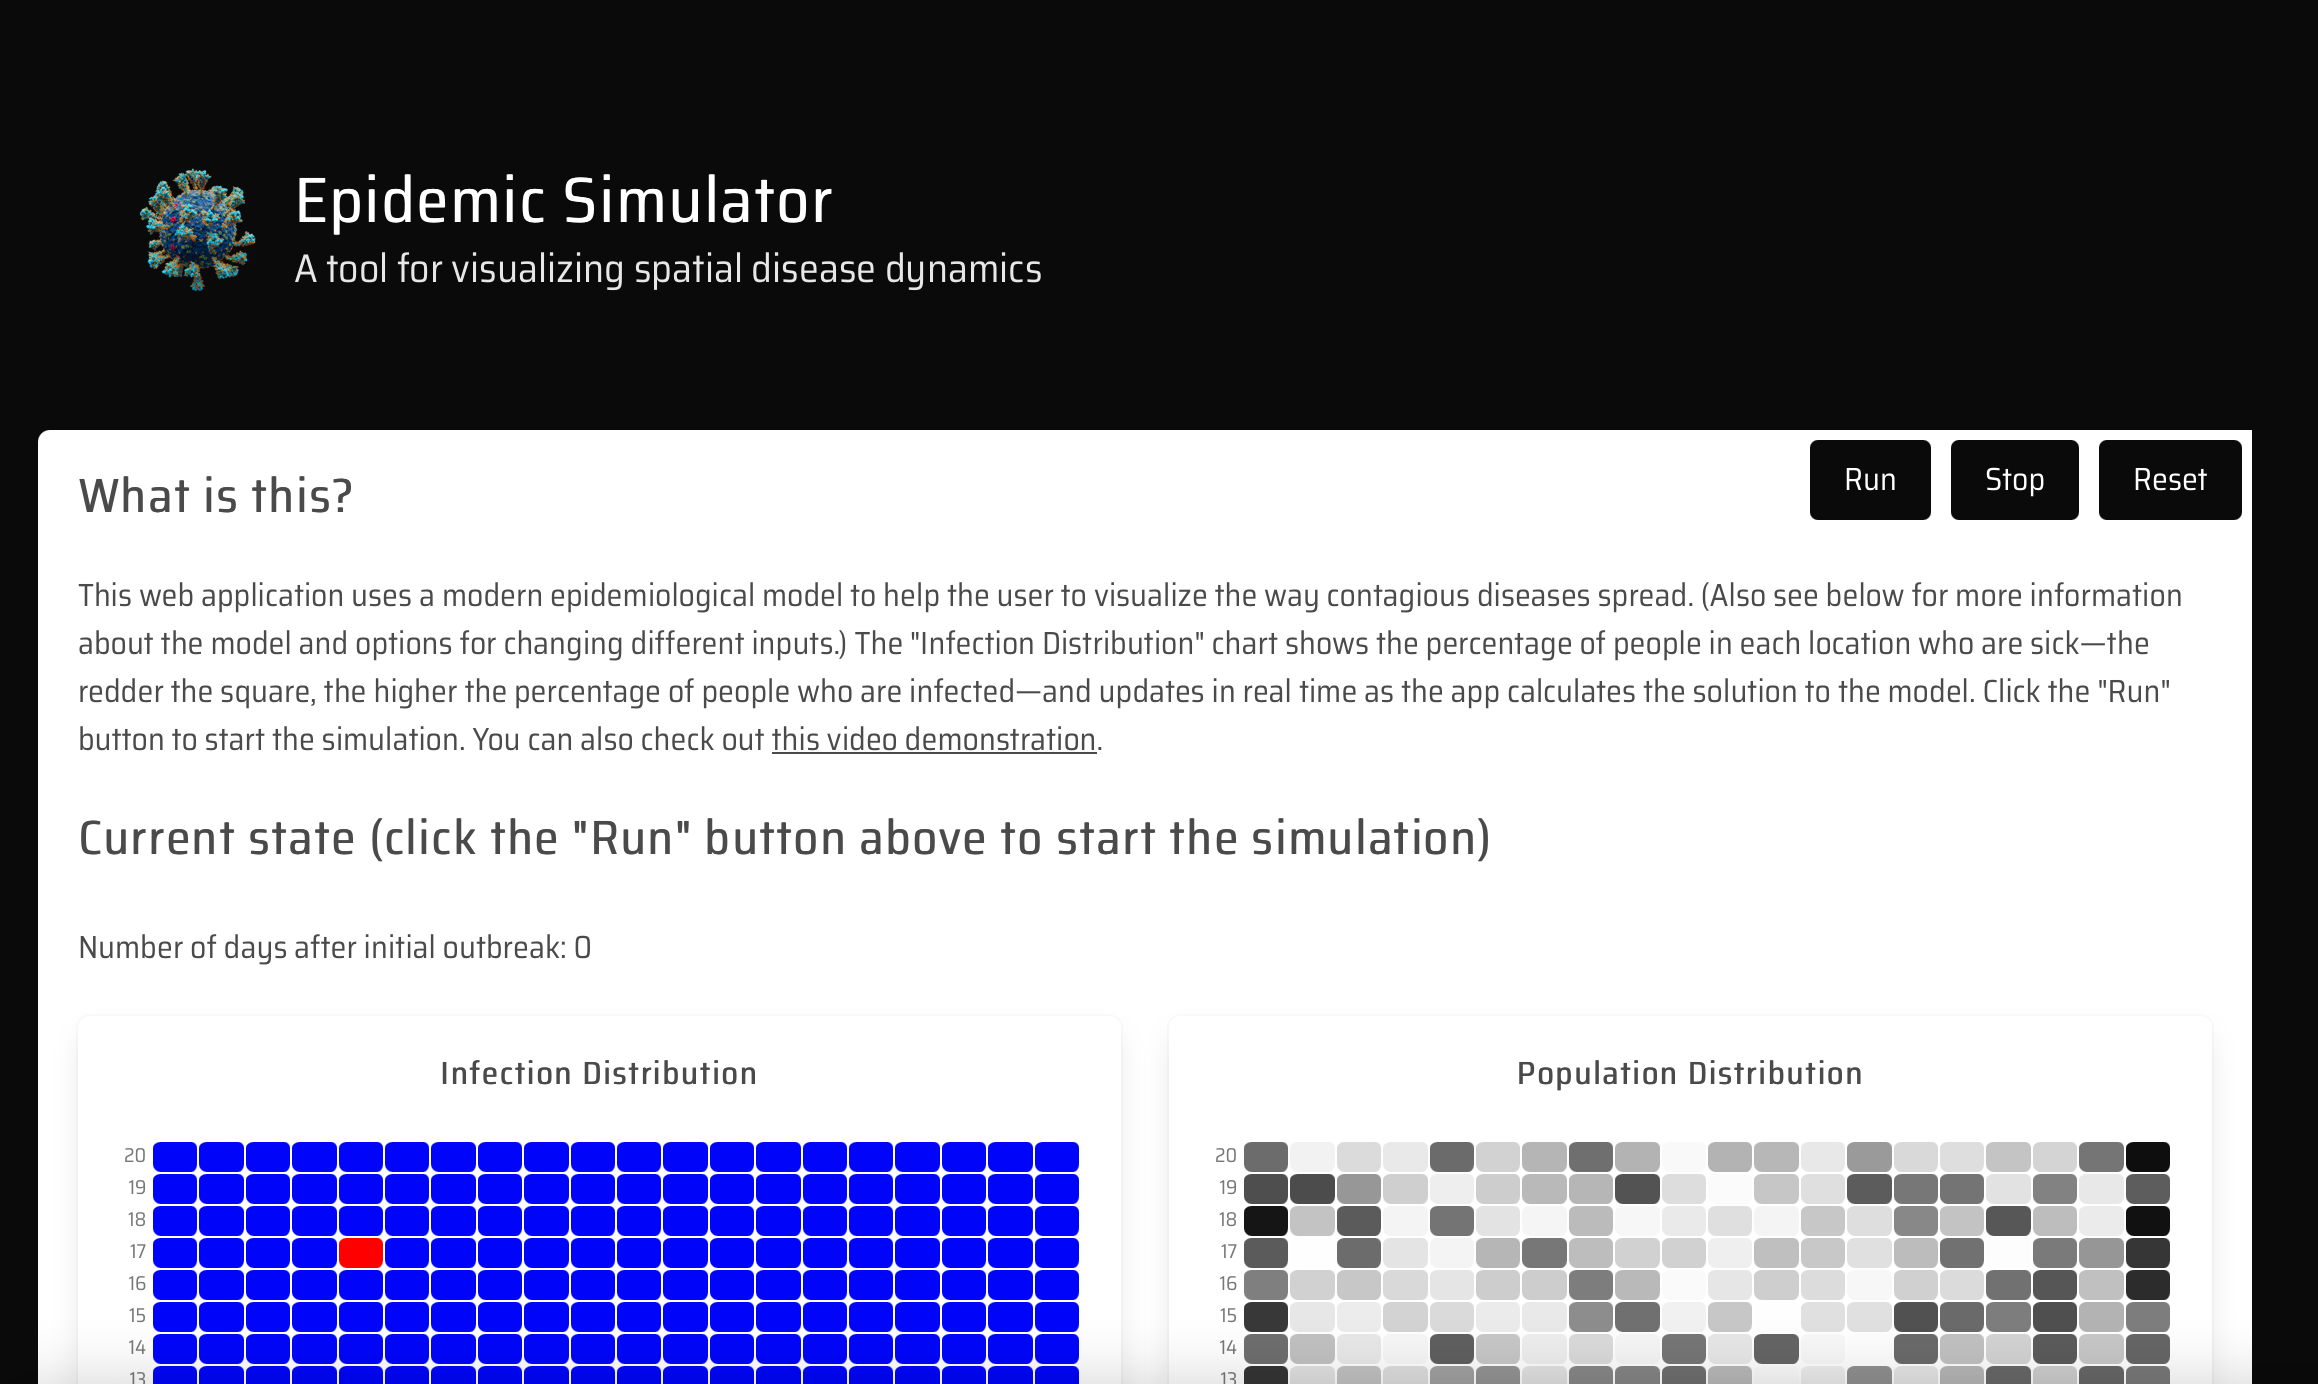 Epidemic Simulator
A tool for visualizing spatial disease dynamics
What is this?
Run
Stop
Reset
This web application uses a modern epidemiological model to help the user to visualize the way contagious diseases spread. (Also see below for more information
about the model and options for changing different inputs.) The "Infection Distribution" chart shows the percentage of people in each location who are sick—the
redder the square, the higher the percentage of people who are infected—and updates in real time as the app calculates the solution to the model. Click the "Run"
button to start the simulation. You can also check out this video demonstration.
Current state (click the "Run" button above to start the simulation)
Number of days after initial outbreak: 0
Infection Distribution
20
19
18
17
16
15
14
13
Population Distribution
20
19
18
17
16
15
14
13